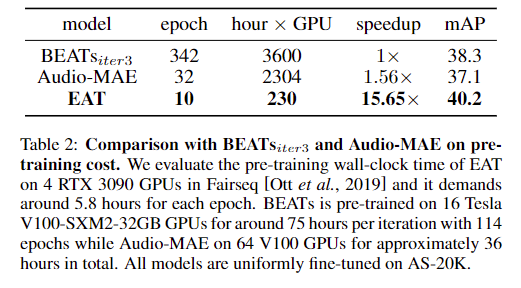 model epoch hour × GPU speedup mAP
BEATsiter3 342 3600 1× 38.3
Audio-MAE 32 2304 1.56× 37.1
EAT 10 230 15.65× 40.2
Table 2: Comparison with BEATsiter3 and Audio-MAE on pre-
training cost. We evaluate the pre-training wall-clock time of EAT
on 4 RTX 3090 GPUs in Fairseq [Ott et al., 2019] and it demands
around 5.8 hours for each epoch. BEATs is pre-trained on 16 Tesla
V100-SXM2-32GB GPUs for around 75 hours per iteration with 114
epochs while Audio-MAE on 64 V100 GPUs for approximately 36
hours in total. All models are uniformly fine-tuned on AS-20K.